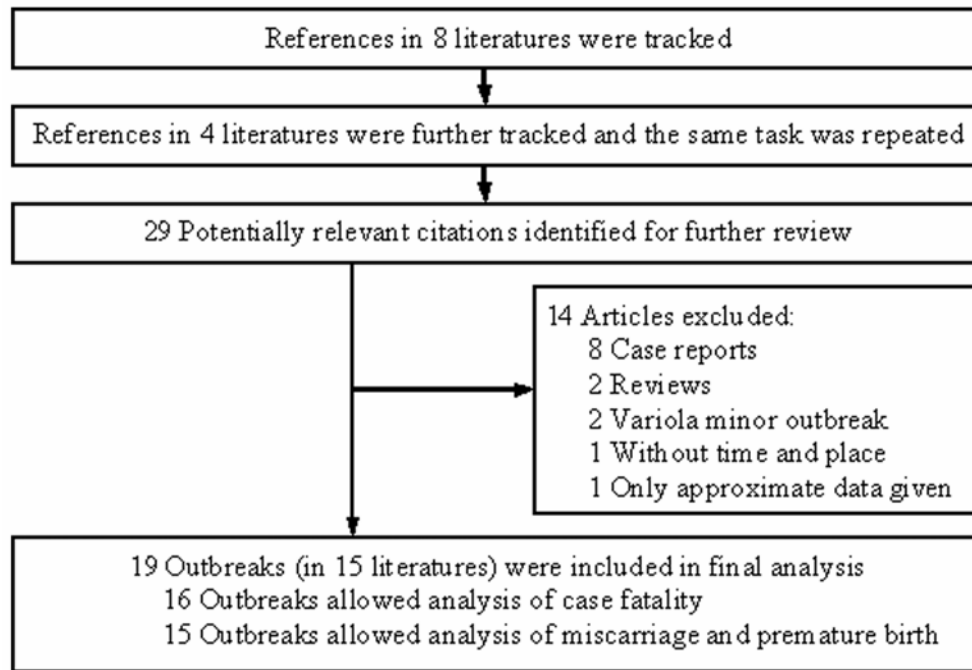 References in 8 literatures were tracked
References in 4 literatures were further tracked and the same task was repeated
29 Potentially relevant citations identified for further review
14 Articles excluded:
8 Case reports
2 Reviews
2 Variola minor outbreak
1 Without time and place
1 Only approximate data given
19 Outbreaks (in 15 literatures) were included in final analysis
16 Outbreaks allowed analysis of case fatality
15 Outbreaks allowed analysis of miscarriage and premature birth